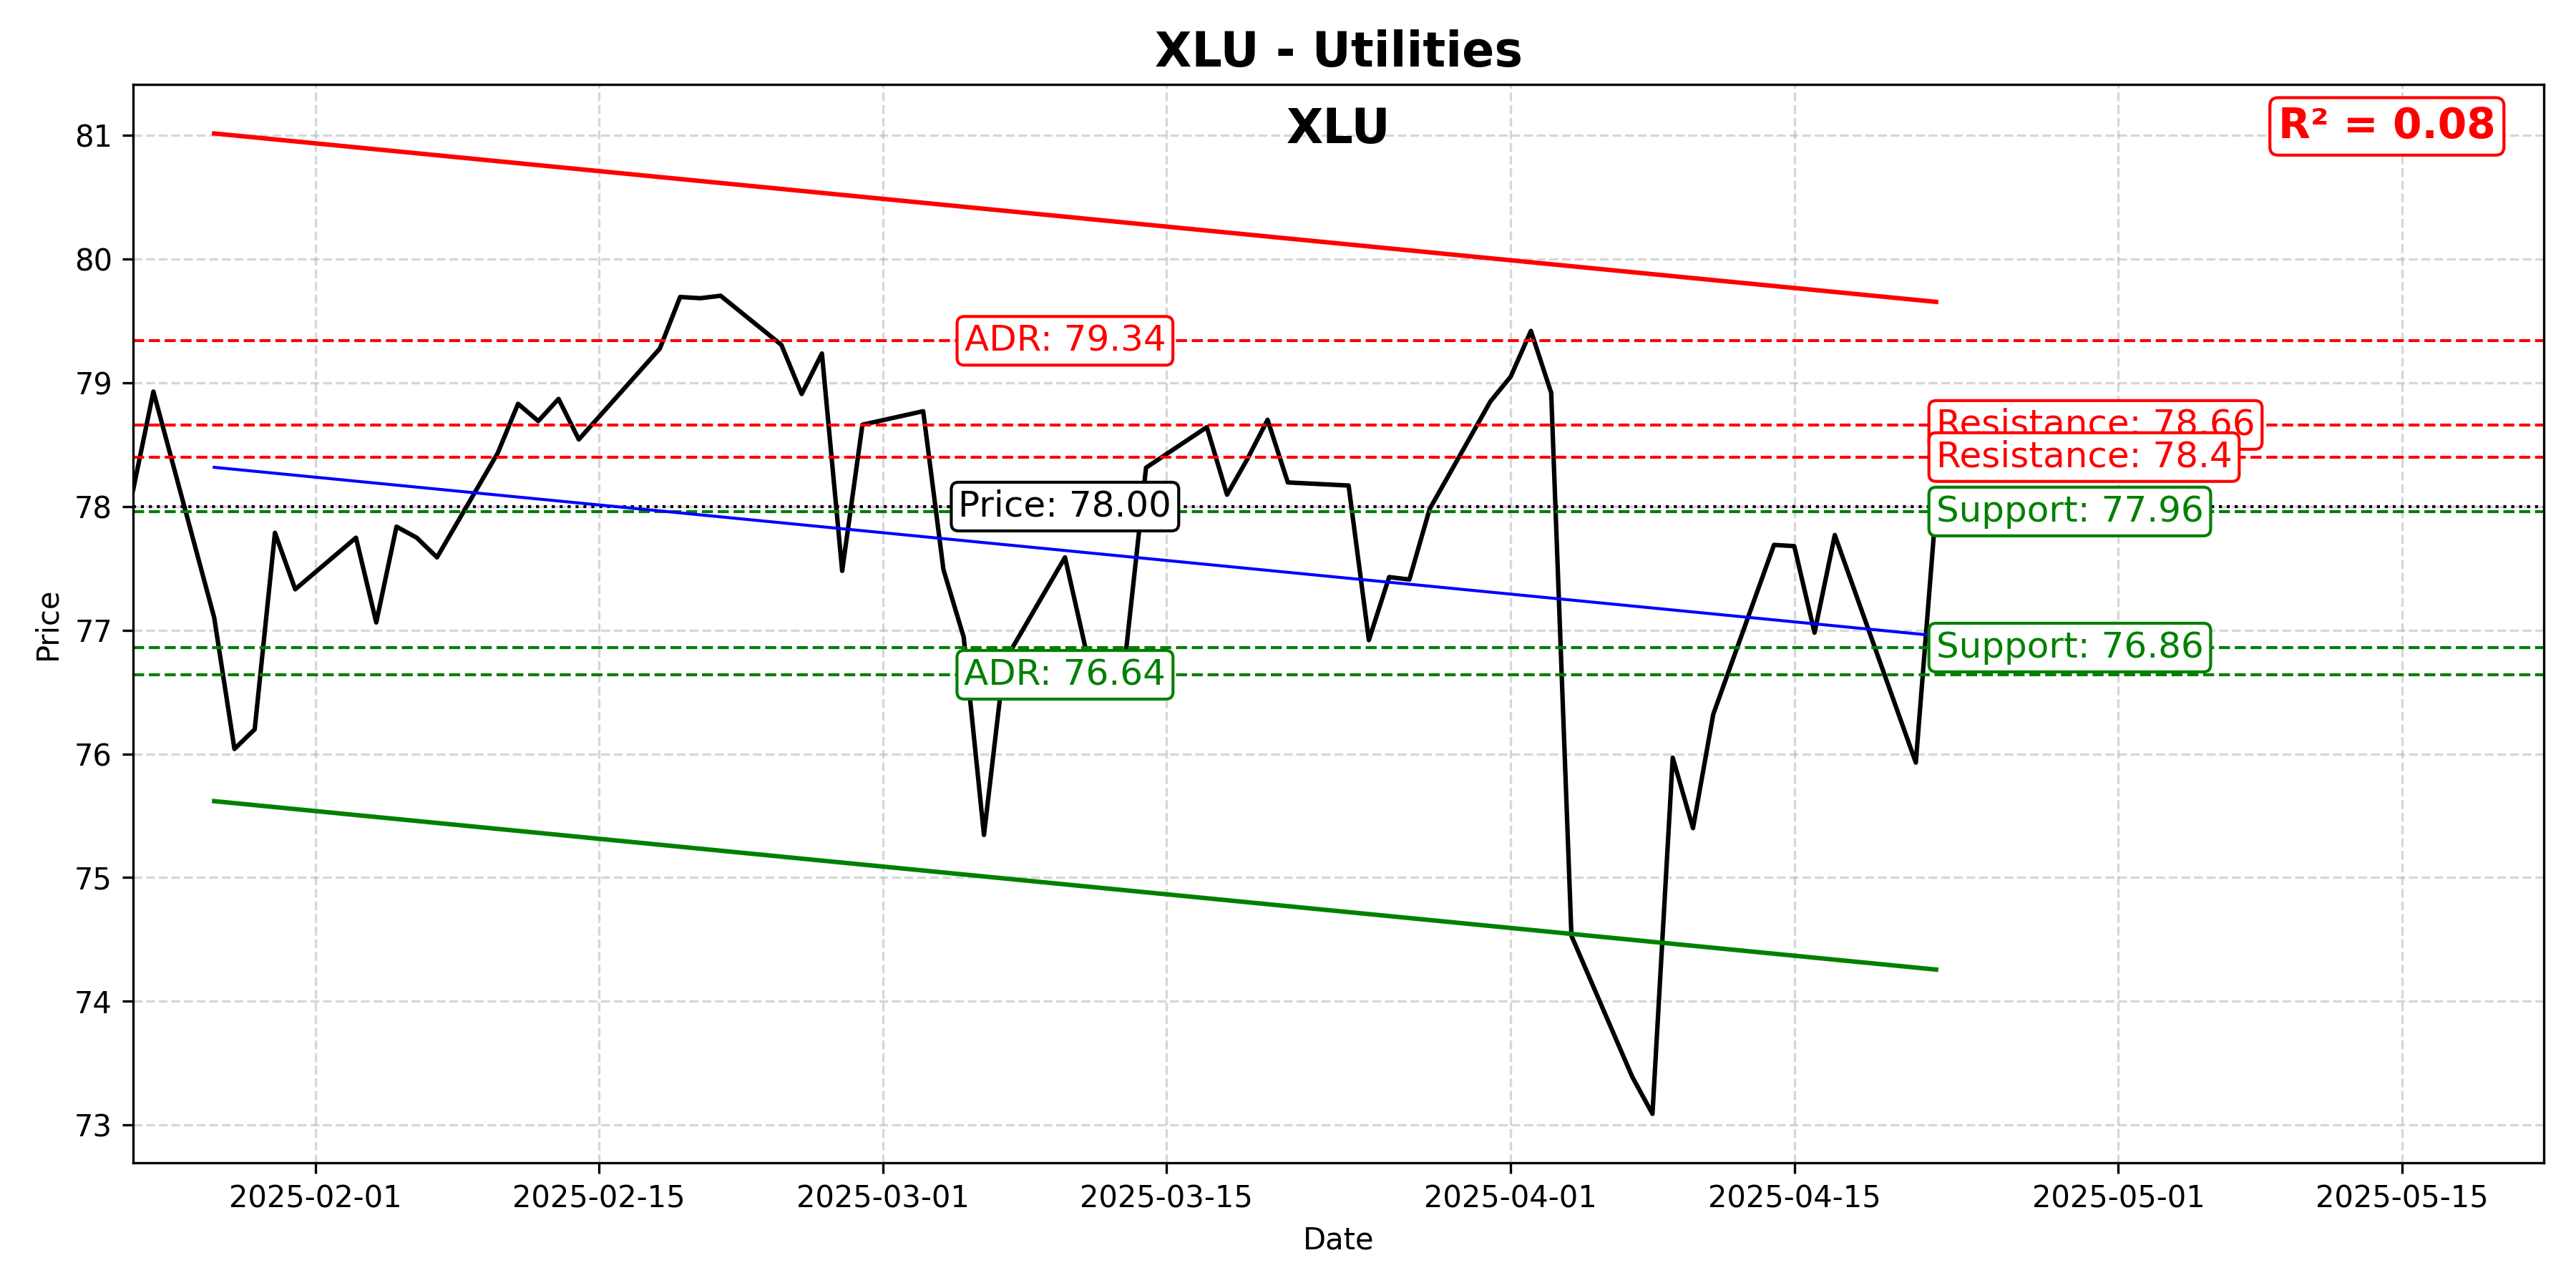 XLU - Utilities
XLU
R² = 0.08
81
80
79
78
77
76
75
74
73
Price
ADR: 79.34
Resistance: 78.66
Resistance: 78.4
Price: 78.00
Support: 77.96
Support: 76.86
ADR: 76.64
2025-02-01
2025-02-15
2025-03-01
2025-03-15
2025-04-01
2025-04-15
2025-05-01
2025-05-15
Date